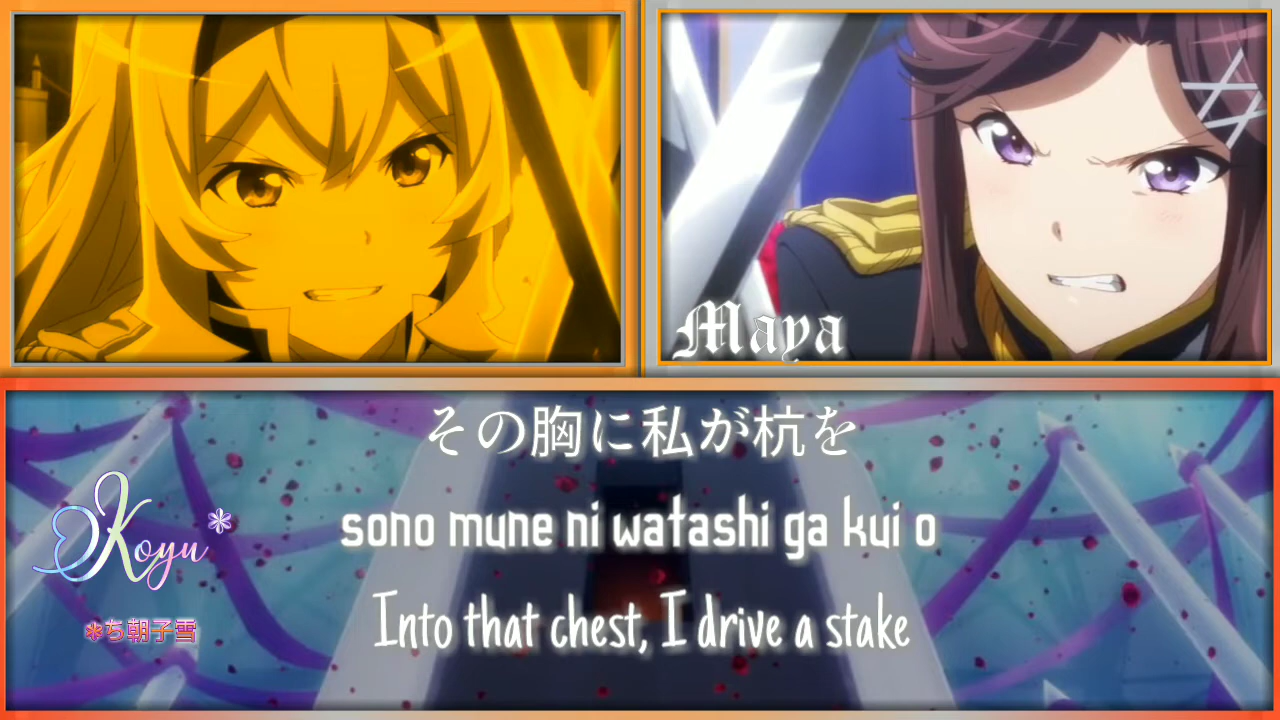 Maya
その胸に私が杭を
sono mune ni watashi ga kui o
Into that chest, I drive a stake
Koyu*
*ち朝子雪